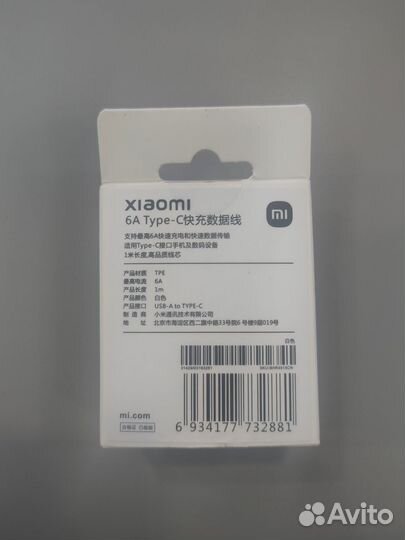 xiaomi
6A Type-C快充数据线
mi
支持最高6A快速充电和快速数据传输
适用Type-C接口手机及数码设备
1米长度,高品质线芯
产品材质： TPE
最高电流： 6A
产品长度： 1m
产品颜色： 白色
产品接口： USB-A to TYPE-C
制 造 商： 小米通讯技术有限公司
地 址： 北京市海淀区西二旗中路33号院6 号楼9层019号
白色
mi.com
合格证 已检验
6 934177 732881
Avito